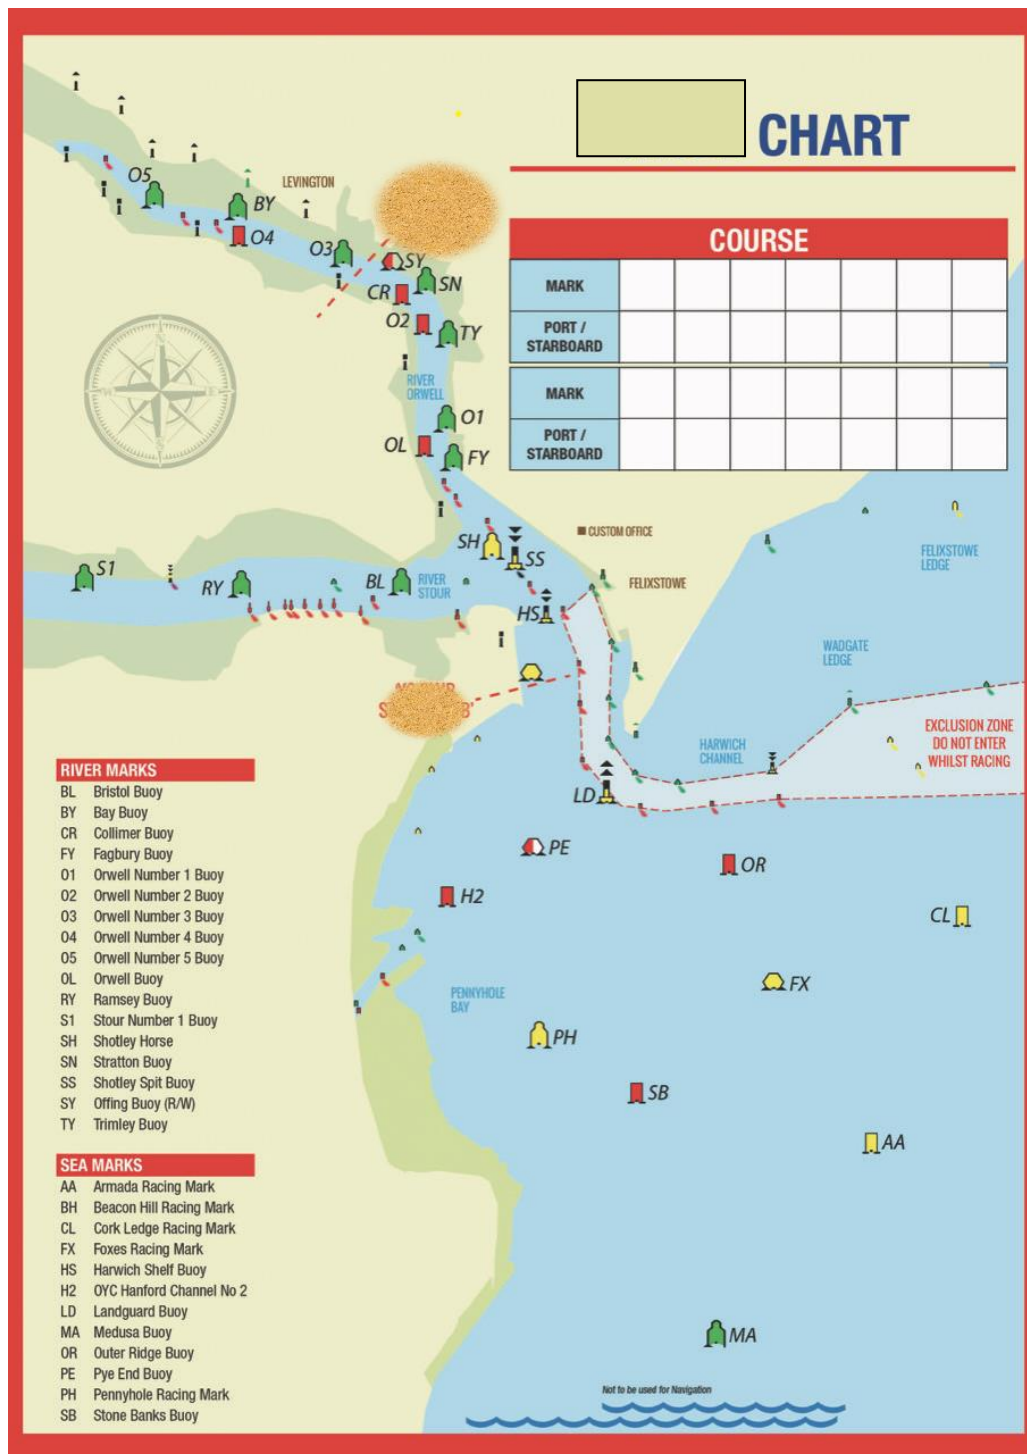 CHART
COURSE
MARK
PORT /
STARBOARD
MARK
PORT /
STARBOARD
O5
BY
LEVINGTON
O4
O3
SY
SN
CR
O2
TY
RIVER
ORWELL
O1
OL
FY
SH
SS
CUSTOM OFFICE
FELIXSTOWE
LEDGE
S1
RY
BL
RIVER
STOUR
FELIXSTOWE
HS
WADGATE
LEDGE
HARWICH
CHANNEL
EXCLUSION ZONE
DO NOT ENTER
WHILST RACING
LD
PE
OR
H2
CL
FX
PENNYHOLE
BAY
PH
SB
AA
MA
N
E
S
W
RIVER MARKS
BL Bristol Buoy
BY Bay Buoy
CR Collimer Buoy
FY Fagbury Buoy
O1 Orwell Number 1 Buoy
O2 Orwell Number 2 Buoy
O3 Orwell Number 3 Buoy
O4 Orwell Number 4 Buoy
O5 Orwell Number 5 Buoy
OL Orwell Buoy
RY Ramsey Buoy
S1 Stour Number 1 Buoy
SH Shotley Horse
SN Stratton Buoy
SS Shotley Spit Buoy
SY Offing Buoy (R/W)
TY Trimley Buoy
SEA MARKS
AA Armada Racing Mark
BH Beacon Hill Racing Mark
CL Cork Ledge Racing Mark
FX Foxes Racing Mark
HS Harwich Shelf Buoy
H2 OYC Hanford Channel No 2
LD Landguard Buoy
MA Medusa Buoy
OR Outer Ridge Buoy
PE Pye End Buoy
PH Pennyhole Racing Mark
SB Stone Banks Buoy
Not to be used for Navigation